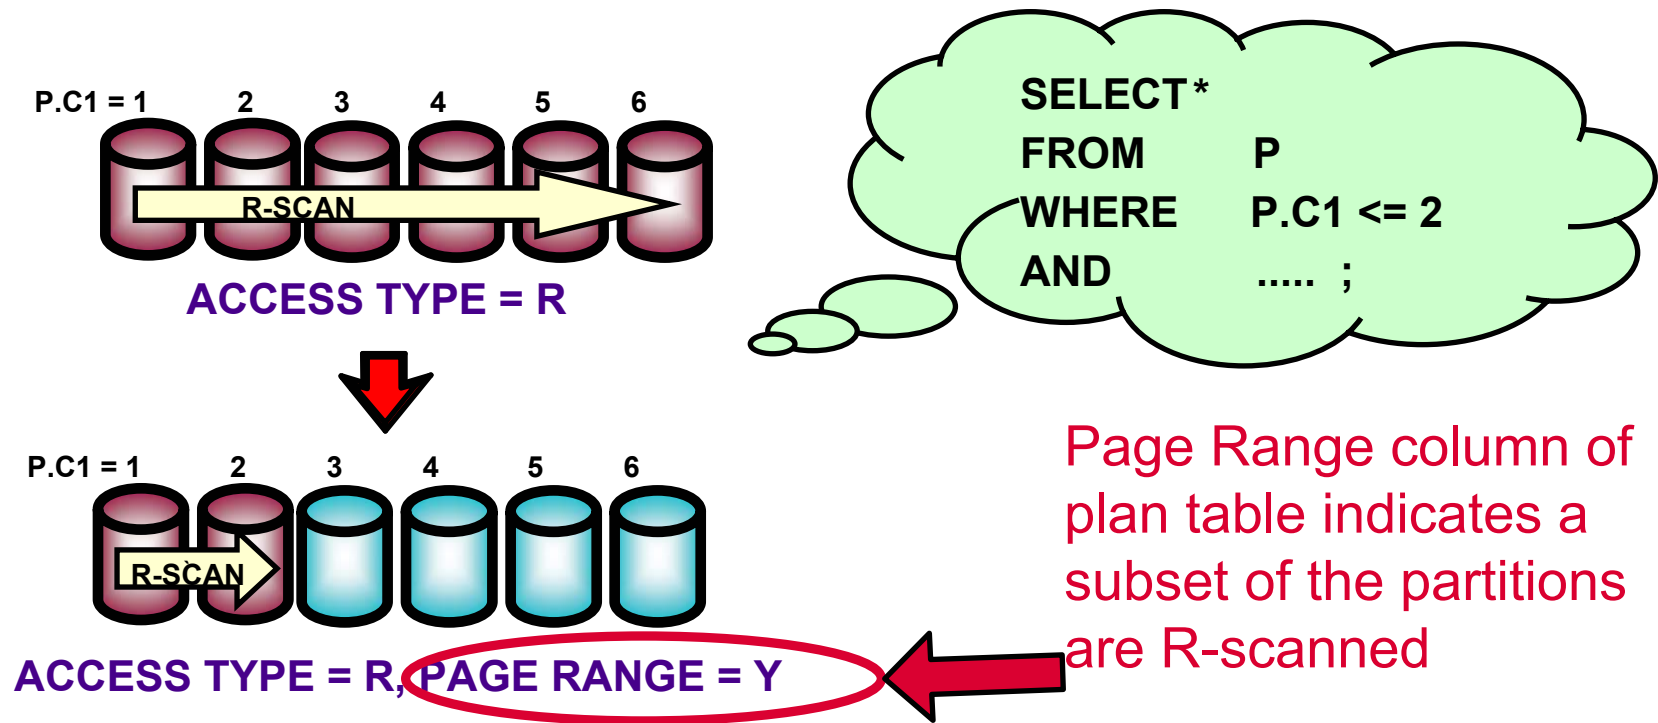 P.C1 = 1 2 3 4 5 6
R-SCAN
ACCESS TYPE = R
SELECT *
FROM P
WHERE P.C1 <= 2
AND ..... ;
P.C1 = 1 2 3 4 5 6
R-SCAN
ACCESS TYPE = R, PAGE RANGE = Y
Page Range column of
plan table indicates a
subset of the partitions
are R-scanned